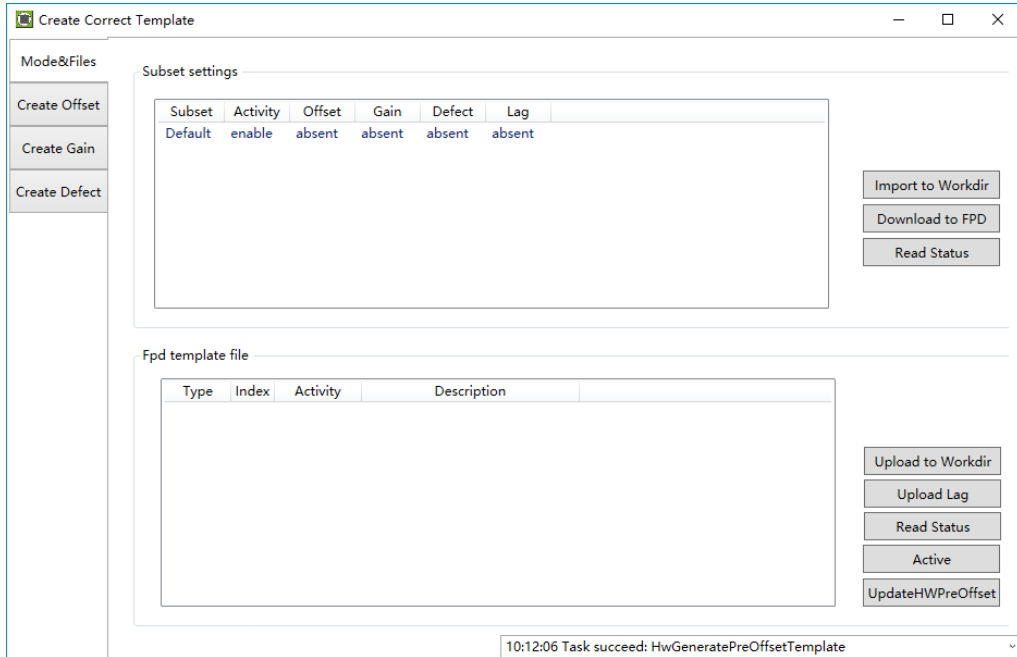 Create Correct Template
Mode&Files
Create Offset
Create Gain
Create Defect
Subset settings
Subset Activity Offset Gain Defect Lag
Default enable absent absent absent absent
Import to Workdir
Download to FPD
Read Status
Fpd template file
Type Index Activity Description
Upload to Workdir
Upload Lag
Read Status
Active
UpdateHWPreOffset
10:12:06 Task succeed: HwGeneratePreOffsetTemplate